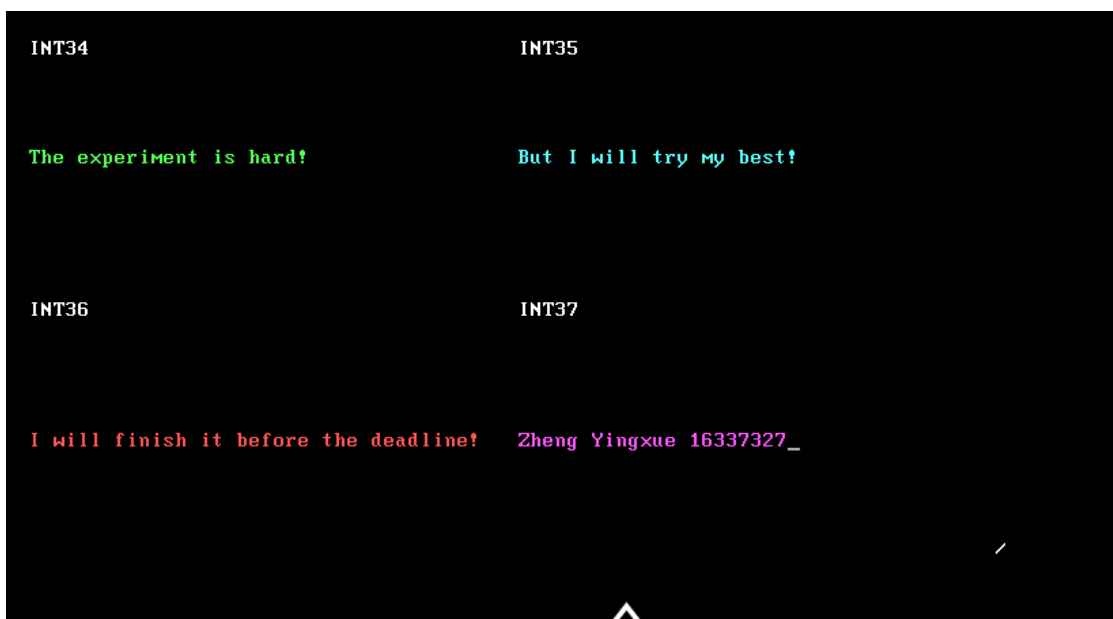 INT34 INT35
The experiment is hard! But I will try my best!
INT36 INT37
I will finish it before the deadline! Zheng Yingxue 16337327_
/